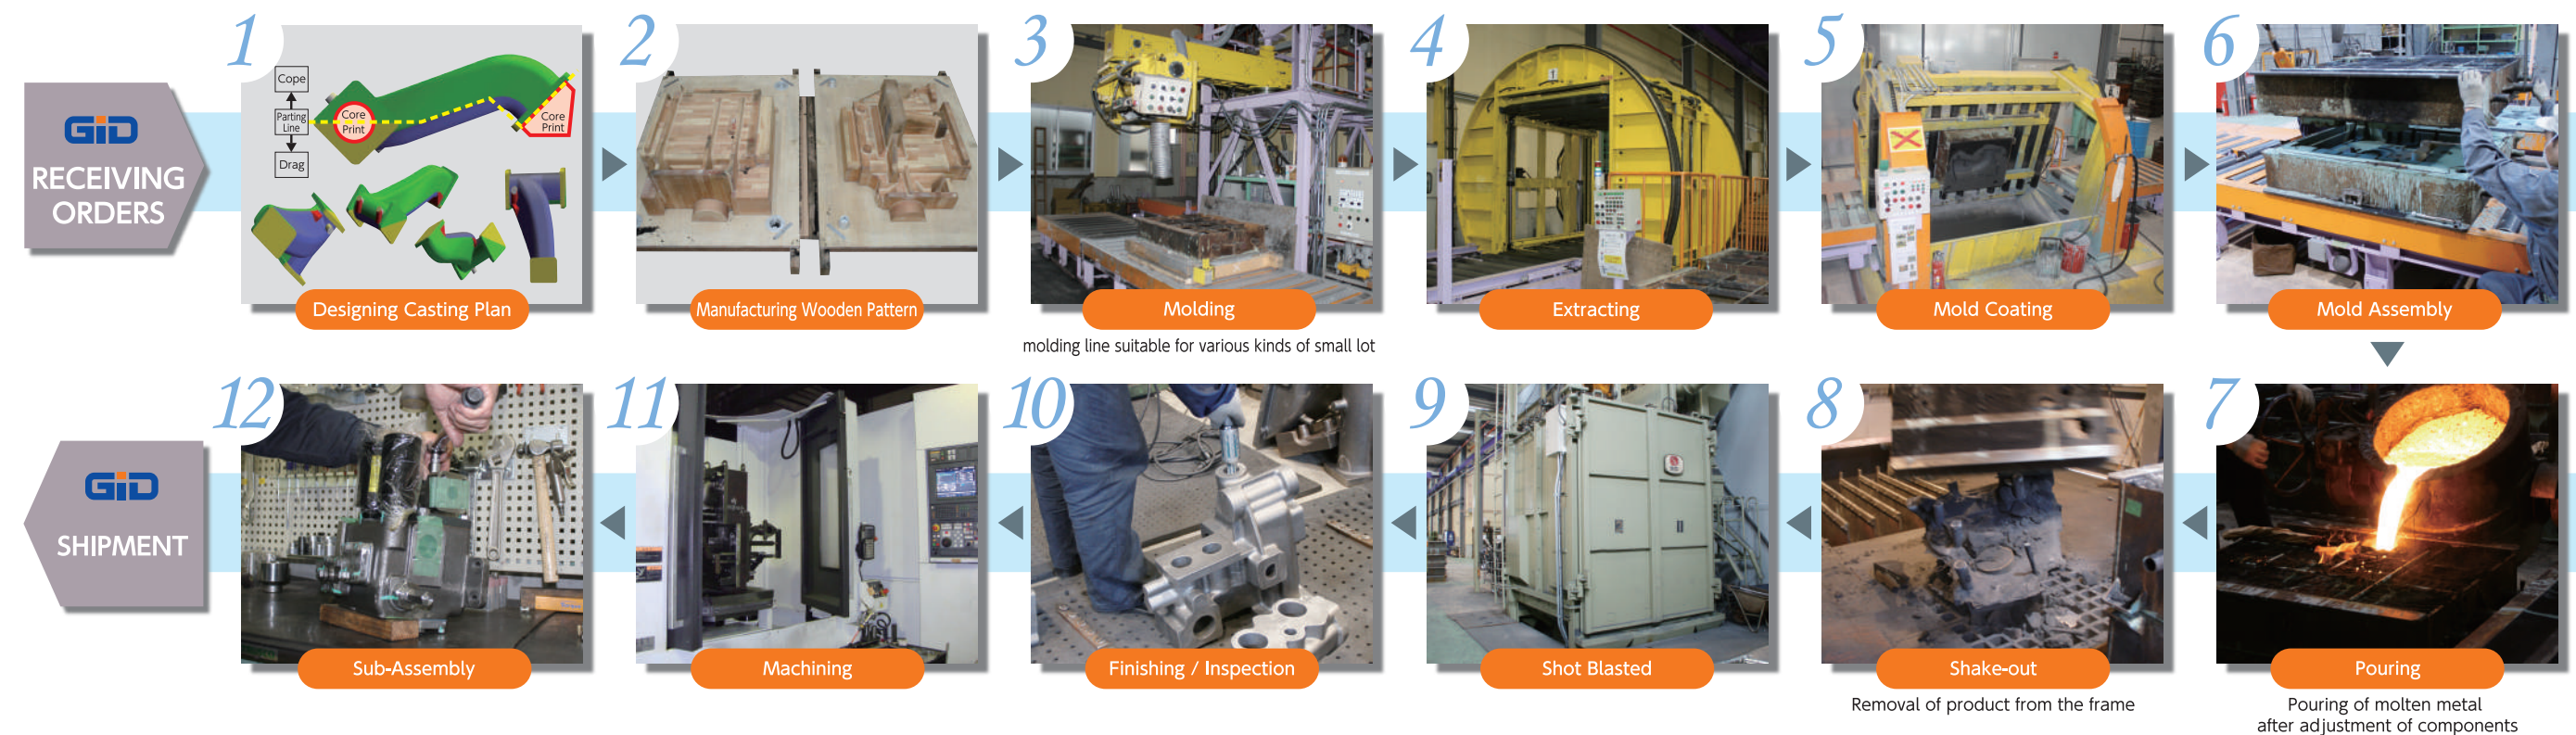 GiD
RECEIVING
ORDERS
1
Cope
Parting
Line
Drag
Core
Print
Core
Print
Designing Casting Plan
2
Manufacturing Wooden Pattern
3
Molding
molding line suitable for various kinds of small lot
4
1
Extracting
5
Mold Coating
6
Mold Assembly
7
Pouring
Pouring of molten metal
after adjustment of components
8
Shake-out
Removal of product from the frame
9
Shot Blasted
10
Finishing / Inspection
11
Machining
12
Sub-Assembly
GiD
SHIPMENT